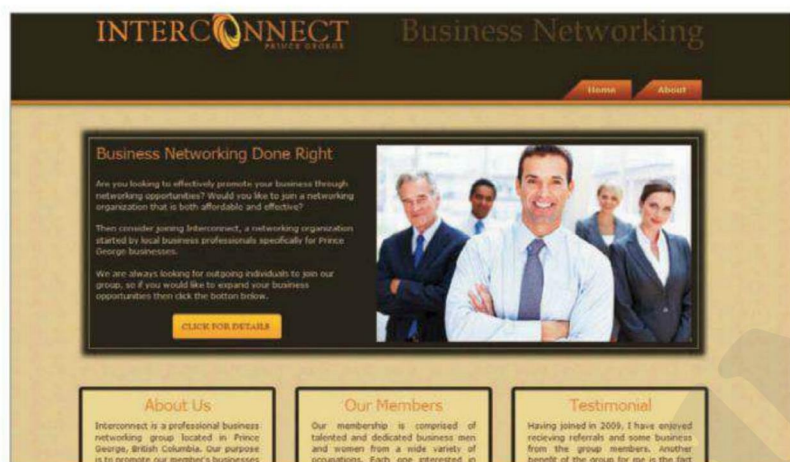 INTERCONNECT
PRINCE GEORGE
Business Networking
Home
About
Business Networking Done Right
Are you looking to effectively promote your business through
networking opportunities? Would you like to join a networking
organization that is both affordable and effective?
Then consider joining Interconnect, a networking organization
started by local business professionals specifically for Prince
George businesses.
We are always looking for outgoing individuals to join our
group, so if you would like to expand your business
opportunities then click the botton below.
CLICK FOR DETAILS
About Us
Interconnect is a professional business
networking group located in Prince
George, British Columbia. Our purpose
is to promote our member's businesses
Our Members
Our membership is comprised of
talented and dedicated business men
and women from a wide variety of
occupations. Each one interested in
Testimonial
Having joined in 2009, I have enjoyed
recieving referrals and some business
from the group members. Another
benefit of the group for me is the fact